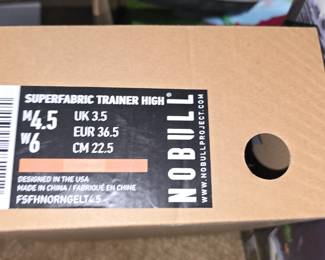 SUPERFABRIC TRAINER HIGH®
M4.5 UK 3.5
W6 EUR 36.5
CM 22.5
DESIGNED IN THE USA
MADE IN CHINA / FABRIQUÉ EN CHINE
FSFHNORNGELT45
NOBULL
WWW.NOBULLPROJECT.COM